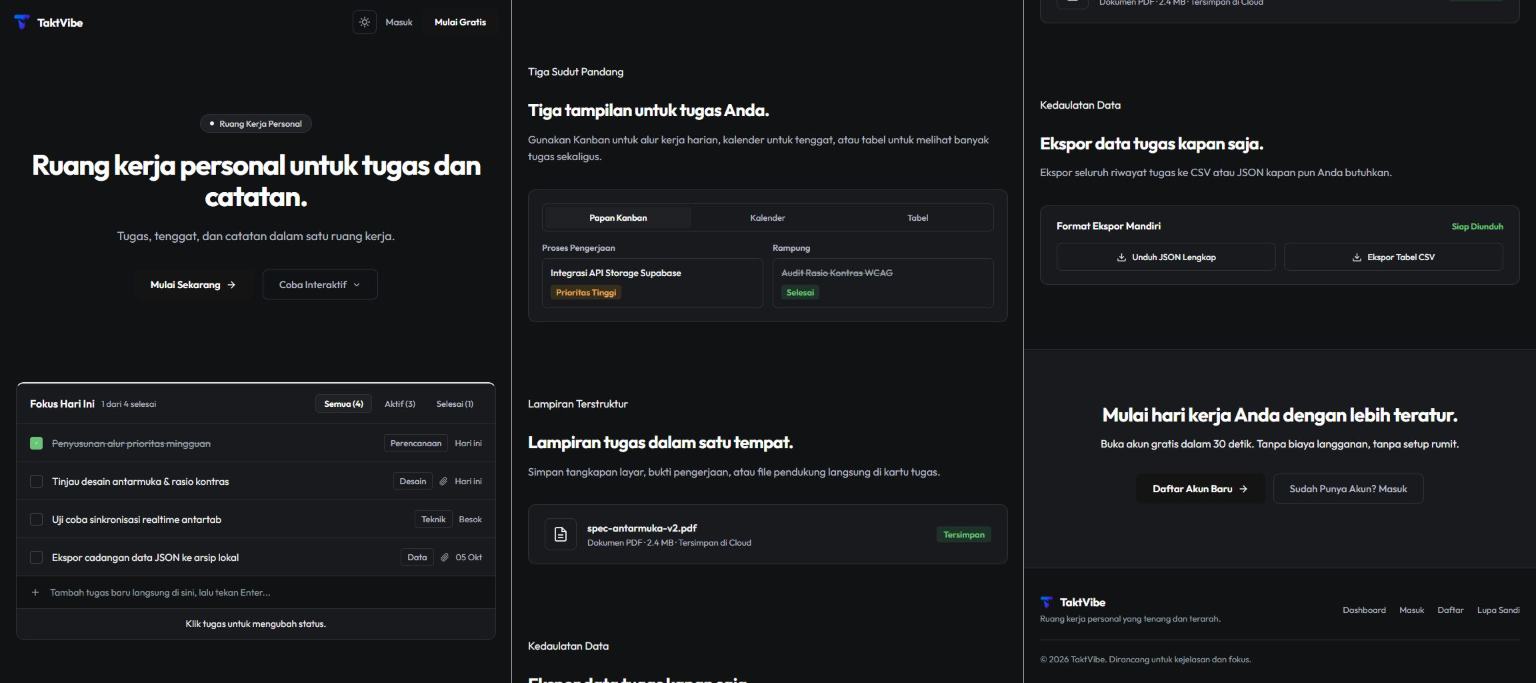 TaktVibe
Masuk
Mulai Gratis
Ruang Kerja Personal
Ruang kerja personal untuk tugas dan
catatan.
Tugas, tenggat, dan catatan dalam satu ruang kerja.
Mulai Sekarang →
Coba Interaktif
Fokus Hari Ini 1 dari 4 selesai
Semua (4) Aktif (3) Selesai (1)
Penyusunan alur prioritas mingguan Perencanaan Hari ini
Tinjau desain antarmuka & rasio kontras Desain Hari ini
Uji coba sinkronisasi realtime antartab Teknik Besok
Ekspor cadangan data JSON ke arsip lokal Data 05 Okt
+ Tambah tugas baru langsung di sini, lalu tekan Enter...
Klik tugas untuk mengubah status.
Tiga Sudut Pandang
Tiga tampilan untuk tugas Anda.
Gunakan Kanban untuk alur kerja harian, kalender untuk tenggat, atau tabel untuk melihat banyak
tugas sekaligus.
Papan Kanban Kalender Tabel
Proses Pengerjaan
Integrasi API Storage Supabase
Prioritas Tinggi
Rampung
Audit Rasio Kontras WCAG
Selesai
Lampiran Terstruktur
Lampiran tugas dalam satu tempat.
Simpan tangkapan layar, bukti pengerjaan, atau file pendukung langsung di kartu tugas.
spec-antarmuka-v2.pdf
Dokumen PDF · 2.4 MB · Tersimpan di Cloud
Tersimpan
Kedaulatan Data
Ekspor data tugas kapan saja.
Dokumen PDF · 2.4 MB · Tersimpan di Cloud
Kedaulatan Data
Ekspor data tugas kapan saja.
Ekspor seluruh riwayat tugas ke CSV atau JSON kapan pun Anda butuhkan.
Format Ekspor Mandiri Siap Diunduh
Unduh JSON Lengkap
Ekspor Tabel CSV
Mulai hari kerja Anda dengan lebih teratur.
Buka akun gratis dalam 30 detik. Tanpa biaya langganan, tanpa setup rumit.
Daftar Akun Baru →
Sudah Punya Akun? Masuk
TaktVibe
Ruang kerja personal yang tenang dan terarah.
Dashboard Masuk Daftar Lupa Sandi
© 2026 TaktVibe. Dirancang untuk kejelasan dan fokus.